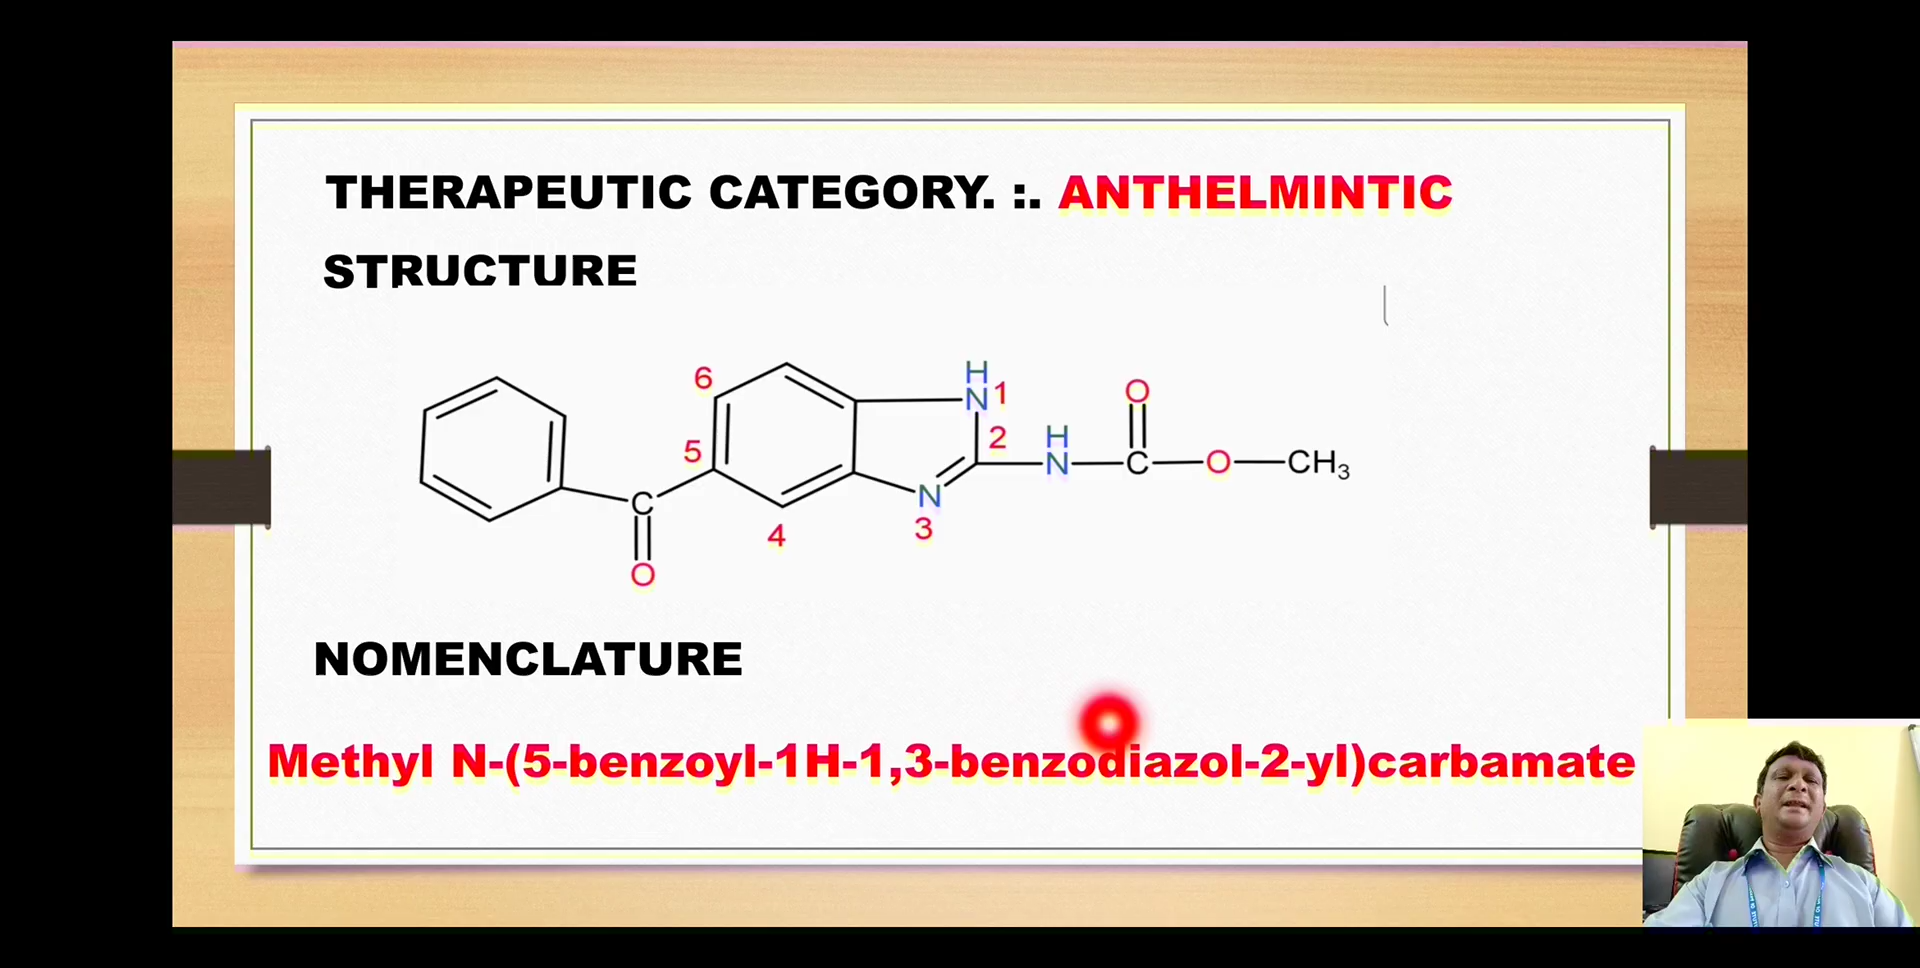 THERAPEUTIC CATEGORY. :. ANTHELMINTIC
STRUCTURE
H
6 N 1 O
H
2
5 N C O CH3
C N
4 3
O
NOMENCLATURE
Methyl N-(5-benzoyl-1H-1,3-benzodiazol-2-yl)carbamate